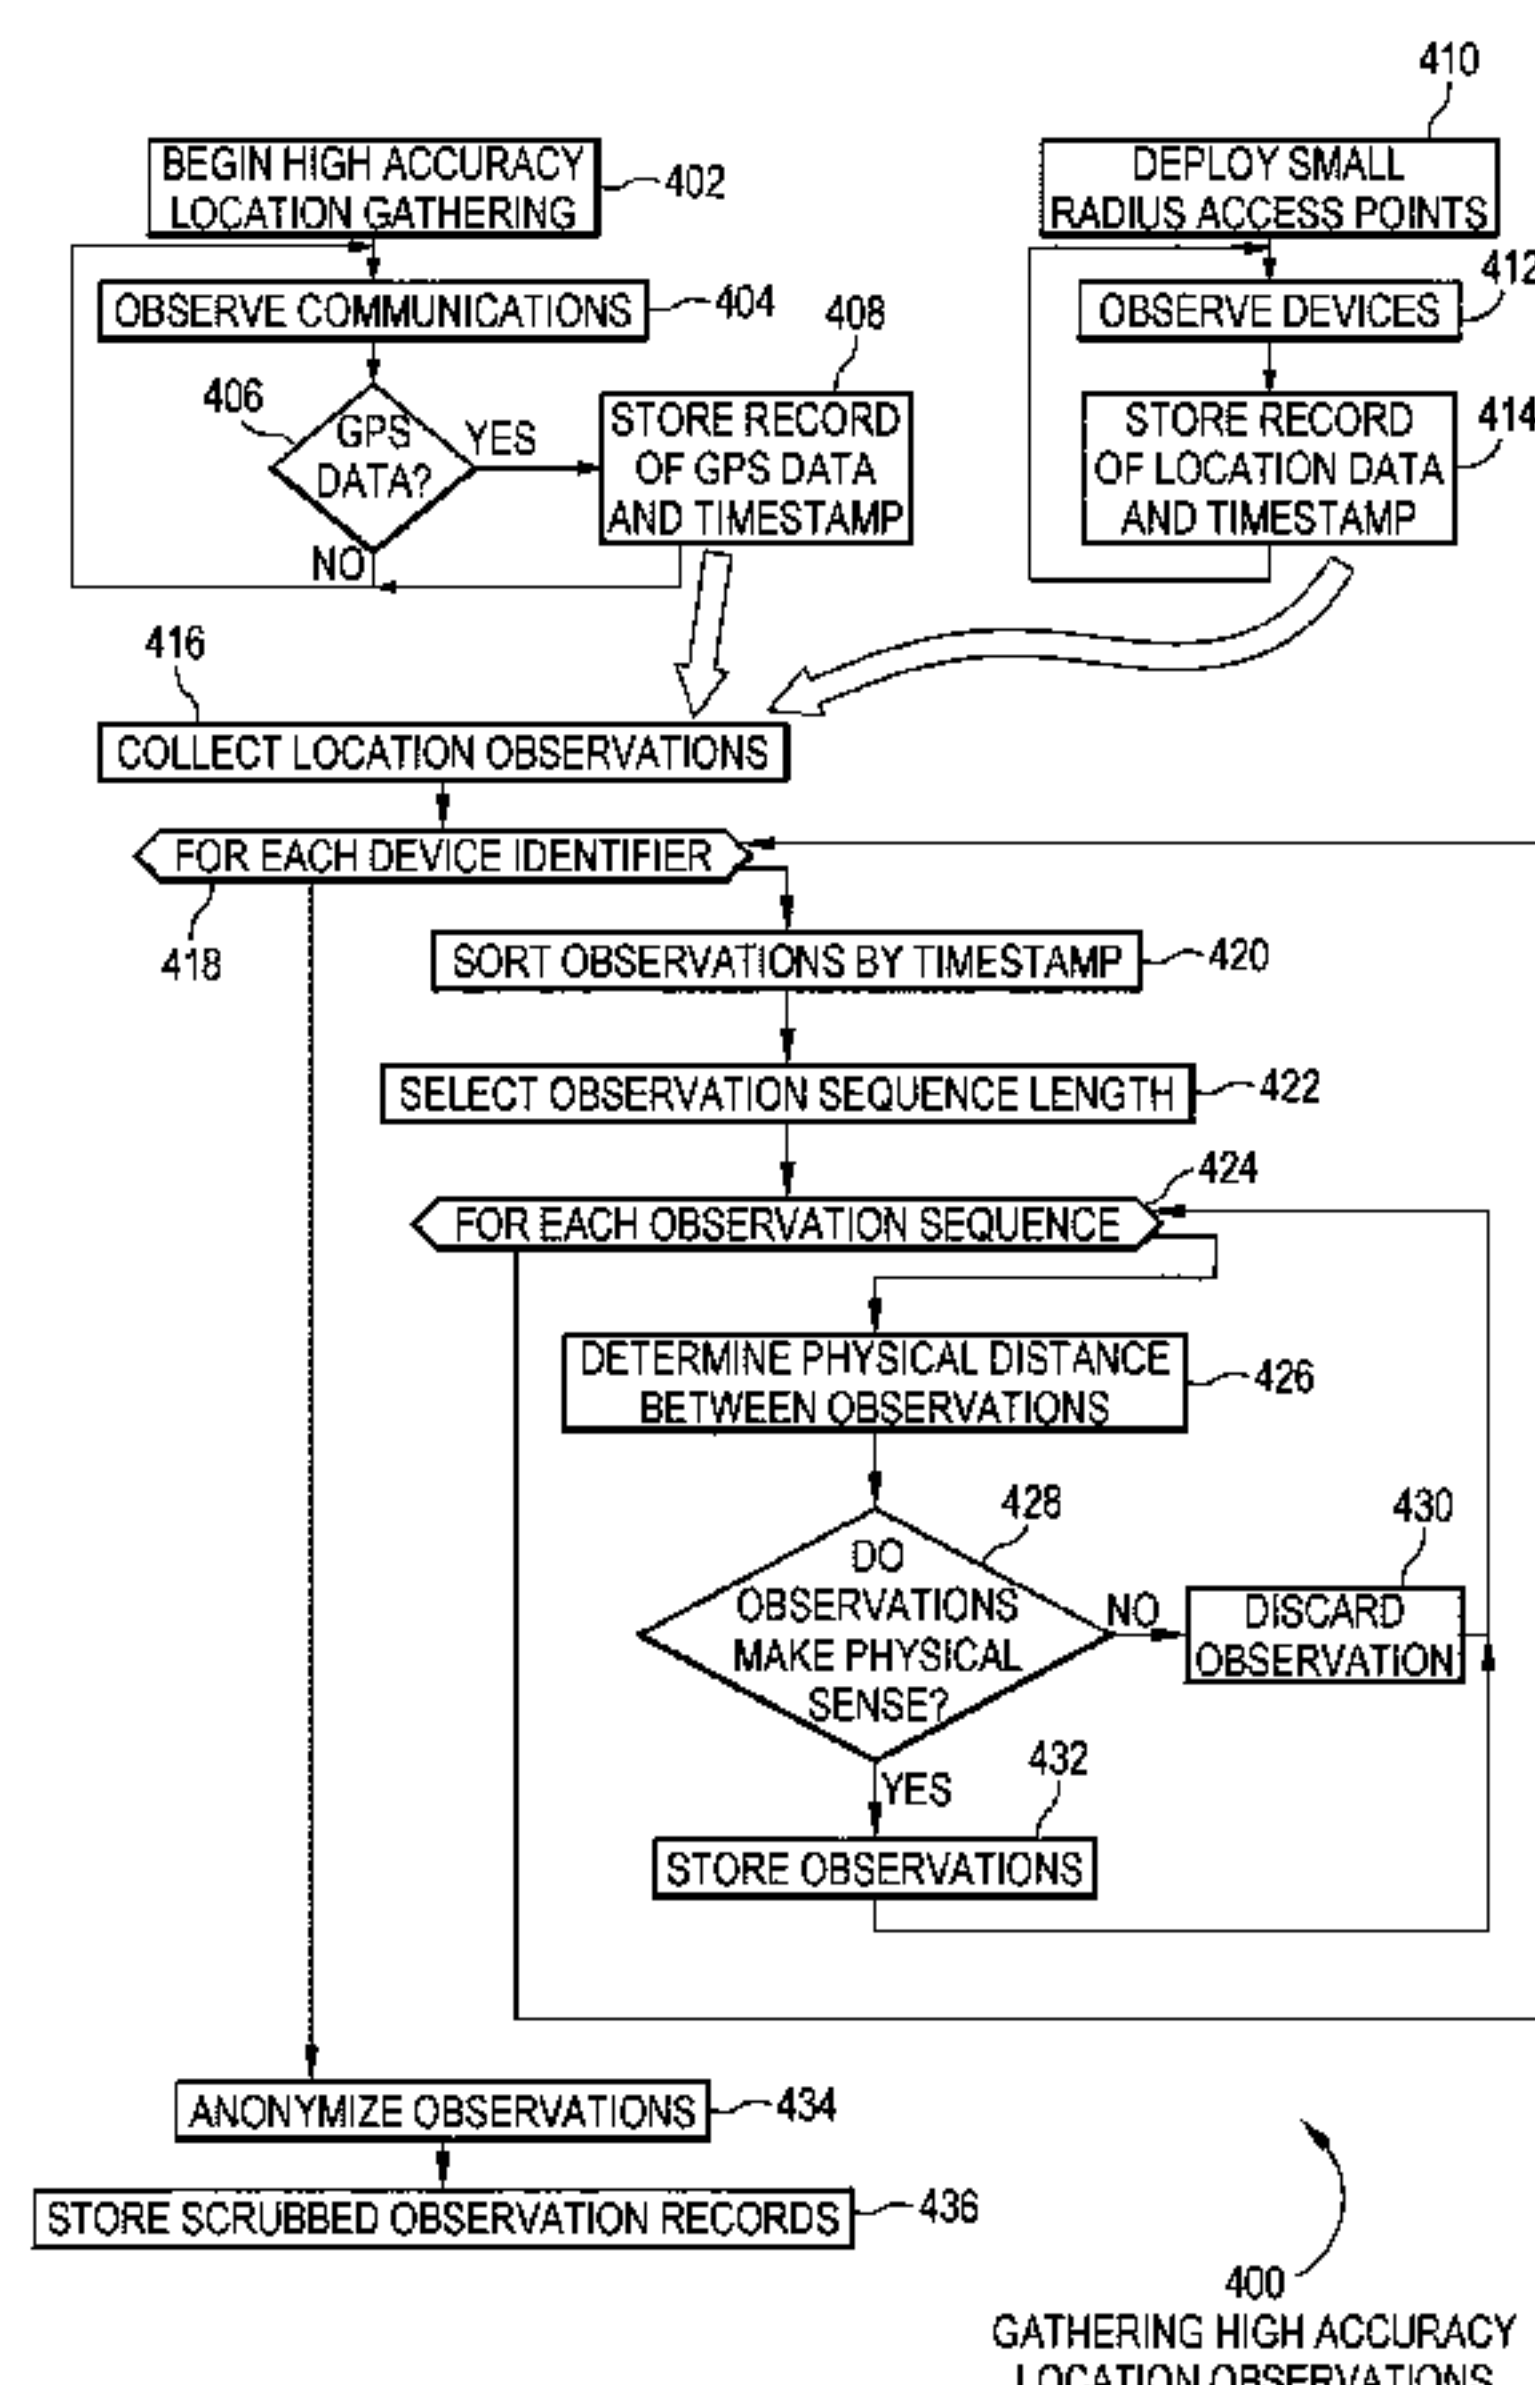 410
BEGIN HIGH ACCURACY
LOCATION GATHERING
402
DEPLOY SMALL
RADIUS ACCESS POINTS
OBSERVE COMMUNICATIONS
404
408
OBSERVE DEVICES
412
406
GPS
DATA?
YES
NO
STORE RECORD
OF GPS DATA
AND TIMESTAMP
STORE RECORD
OF LOCATION DATA
AND TIMESTAMP
414
416
COLLECT LOCATION OBSERVATIONS
FOR EACH DEVICE IDENTIFIER
418
SORT OBSERVATIONS BY TIMESTAMP
420
SELECT OBSERVATION SEQUENCE LENGTH
422
424
FOR EACH OBSERVATION SEQUENCE
DETERMINE PHYSICAL DISTANCE
BETWEEN OBSERVATIONS
426
428
DO
OBSERVATIONS
MAKE PHYSICAL
SENSE?
NO
430
DISCARD
OBSERVATION
YES
432
STORE OBSERVATIONS
ANONYMIZE OBSERVATIONS
434
STORE SCRUBBED OBSERVATION RECORDS
436
400
GATHERING HIGH ACCURACY
LOCATION OBSERVATIONS